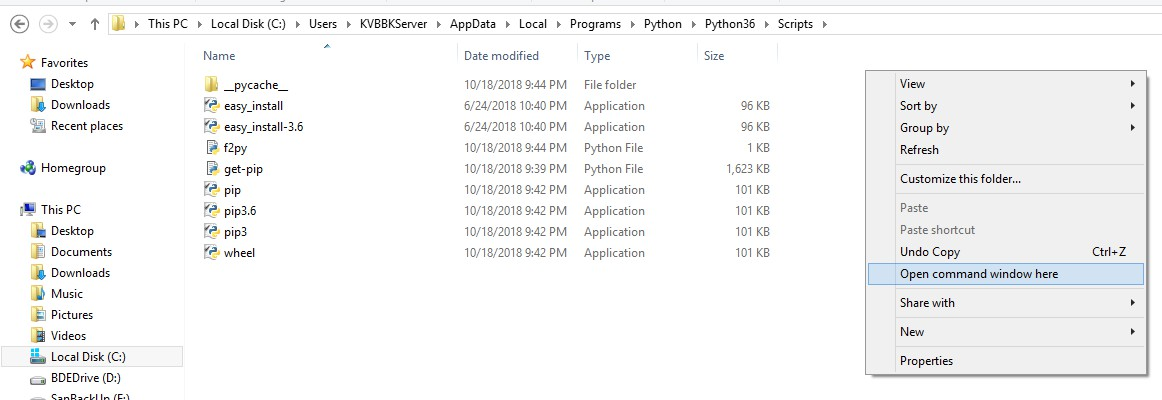 This PC Local Disk (C:) Users KVBBKServer AppData Local Programs Python Python36 Scripts
Name Date modified Type Size
Favorites
Desktop
Downloads
Recent places
Homegroup
This PC
Desktop
Documents
Downloads
Music
Pictures
Videos
Local Disk (C:)
BDEDrive (D:)
SanBackUp (F:)
__pycache__ 10/18/2018 9:44 PM File folder
easy_install 6/24/2018 10:40 PM Application 96 KB
easy_install-3.6 6/24/2018 10:40 PM Application 96 KB
f2py 10/18/2018 9:44 PM Python File 1 KB
get-pip 10/18/2018 9:39 PM Python File 1,623 KB
pip 10/18/2018 9:42 PM Application 101 KB
pip3.6 10/18/2018 9:42 PM Application 101 KB
pip3 10/18/2018 9:42 PM Application 101 KB
wheel 10/18/2018 9:42 PM Application 101 KB
View
Sort by
Group by
Refresh
Customize this folder...
Paste
Paste shortcut
Undo Copy Ctrl+Z
Open command window here
Share with
New
Properties